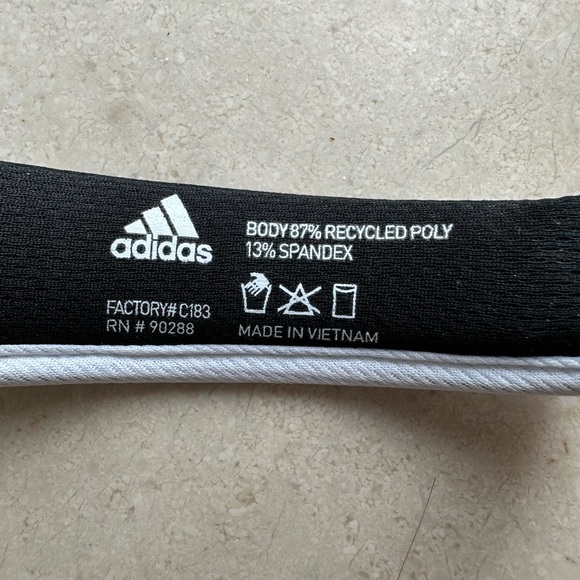 adidas
FACTORY# C183
RN # 90288
BODY 87% RECYCLED POLY
13% SPANDEX
MADE IN VIETNAM